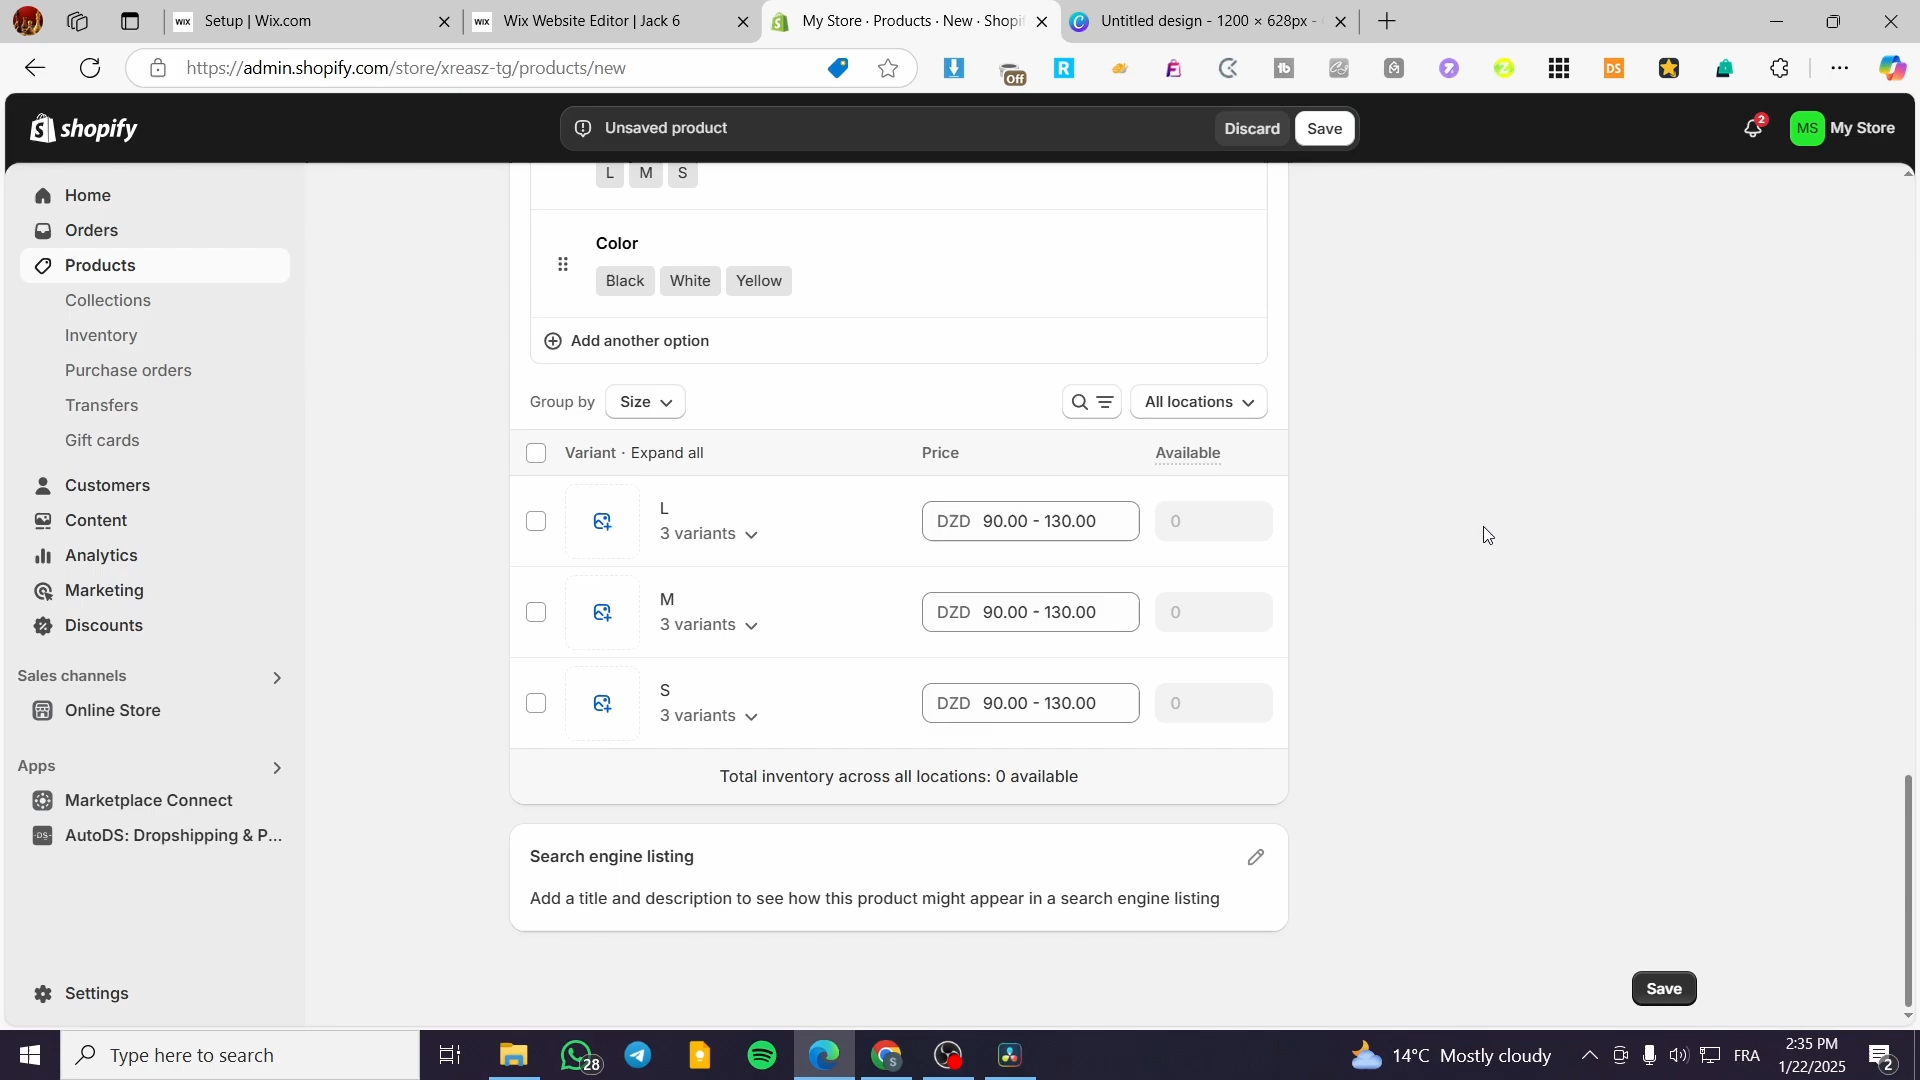 Setup | Wix.com
Wix Website Editor | Jack 6
My Store · Products · New · Shopif
Untitled design - 1200 × 628px -
https://admin.shopify.com/store/xreasz-tg/products/new
Off
R
tb
DS
shopify
Unsaved product
Discard
Save
2
MS
My Store
Home
Orders
Products
Collections
Inventory
Purchase orders
Transfers
Gift cards
Customers
Content
Analytics
Marketing
Discounts
Sales channels
Online Store
Apps
Marketplace Connect
AutoDS: Dropshipping & P...
Settings
L M S
Color
Black White Yellow
Add another option
Group by Size
All locations
Variant · Expand all Price Available
L
3 variants
DZD 90.00 - 130.00 0
M
3 variants
DZD 90.00 - 130.00 0
S
3 variants
DZD 90.00 - 130.00 0
Total inventory across all locations: 0 available
Search engine listing
Add a title and description to see how this product might appear in a search engine listing
Save
Type here to search
28
14°C Mostly cloudy
FRA
2:35 PM
1/22/2025
2